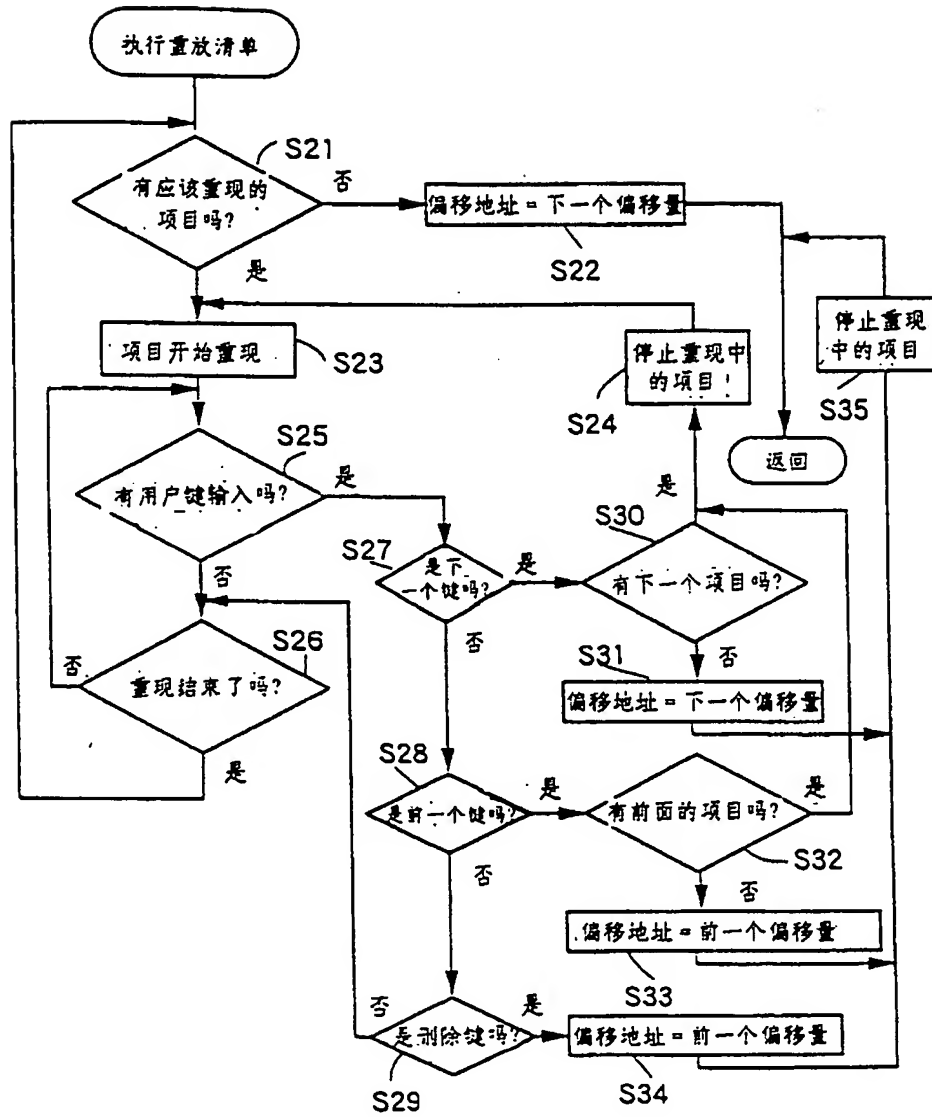 执行重放清单
S21
有应该重现的
项目吗?
否
偏移地址=下一个偏移量
S22
是
项目开始重现
S23
停止重现中
的项目!
S24
停止重现
中的项目
S35
返回
S25
有用户键输入吗?
是
否
S27
是下
一个键吗?
是
否
S30
有下一个项目吗?
是
否
S26
重现结束了吗?
否
是
S31
偏移地址=下一个偏移量
S28
是前一个键吗?
是
否
有前面的项目吗?
是
S32
否
偏移地址=前一个偏移量
S33
否
是删除键吗?
是
S29
偏移地址=前一个偏移量
S34